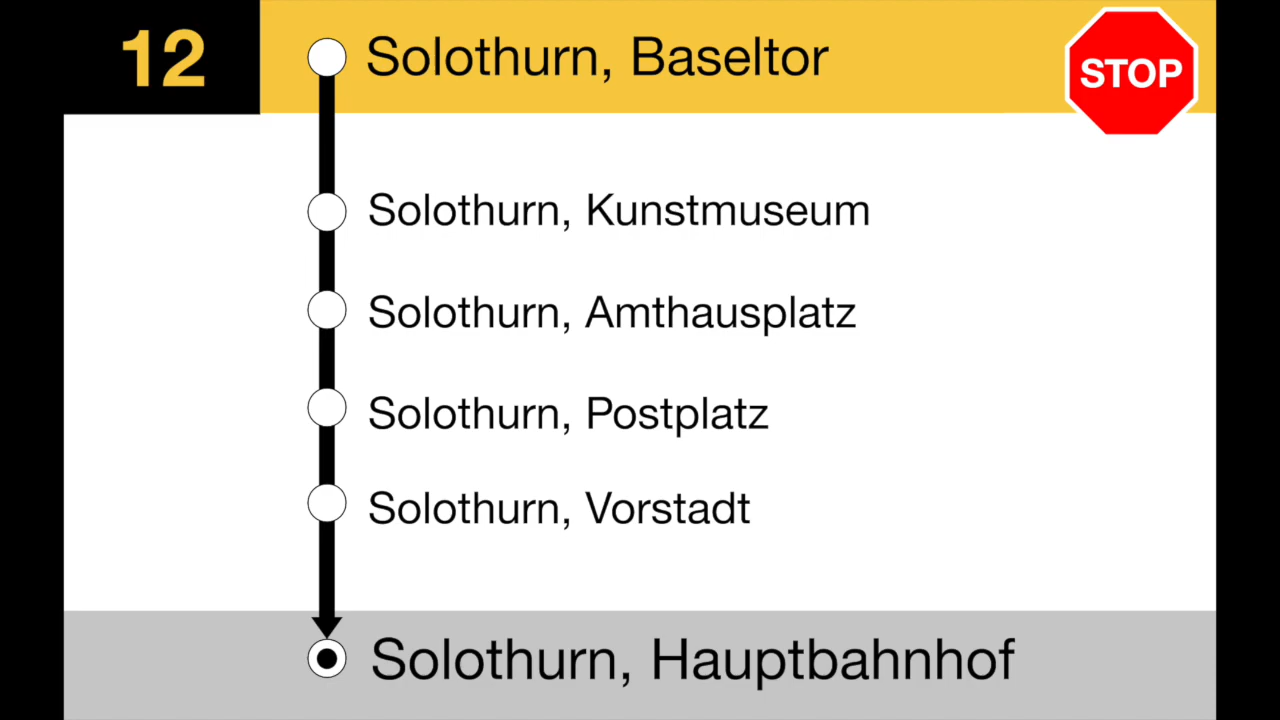 12
Solothurn, Baseltor
STOP
Solothurn, Kunstmuseum
Solothurn, Amthausplatz
Solothurn, Postplatz
Solothurn, Vorstadt
Solothurn, Hauptbahnhof